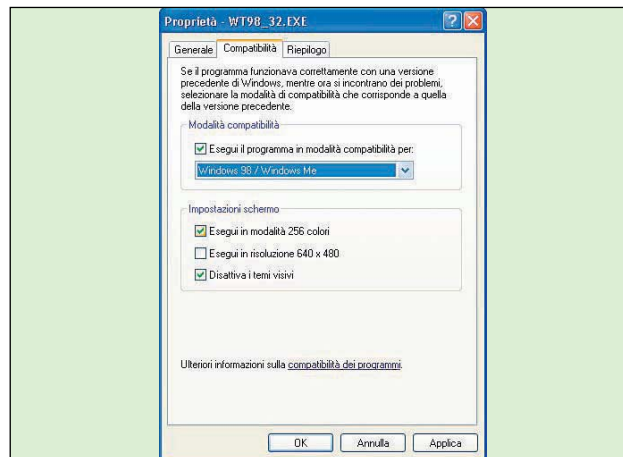 Proprietà - WT98_32.EXE
Generale Compatibilità Riepilogo
Se il programma funzionava correttamente con una versione
precedente di Windows, mentre ora si incontrano dei problemi,
selezionare la modalità di compatibilità che corrisponde a quella
della versione precedente.
Modalità compatibilità
Esegui il programma in modalità compatibilità per:
Windows 98 / Windows Me
Impostazioni schermo
Esegui in modalità 256 colori
Esegui in risoluzione 640 x 480
Disattiva i temi visivi
Ulteriori informazioni sulla compatibilità dei programmi.
OK Annulla Applica